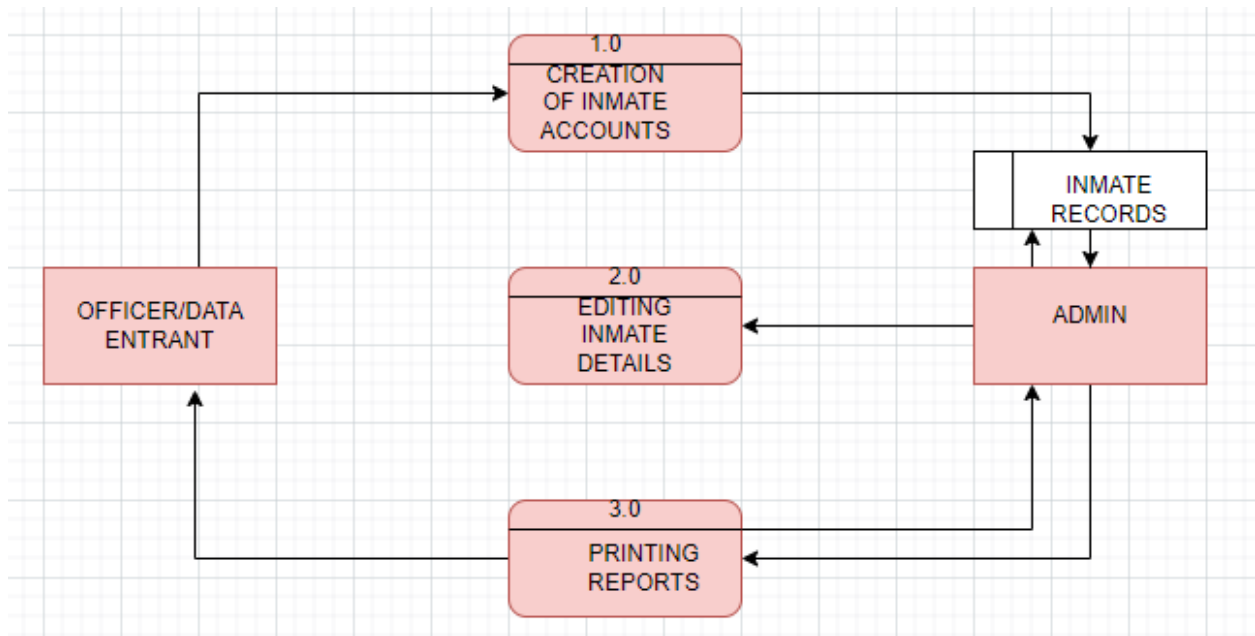 1.0
CREATION
OF INMATE
ACCOUNTS
INMATE
RECORDS
OFFICER/DATA
ENTRANT
2.0
EDITING
INMATE
DETAILS
ADMIN
3.0
PRINTING
REPORTS